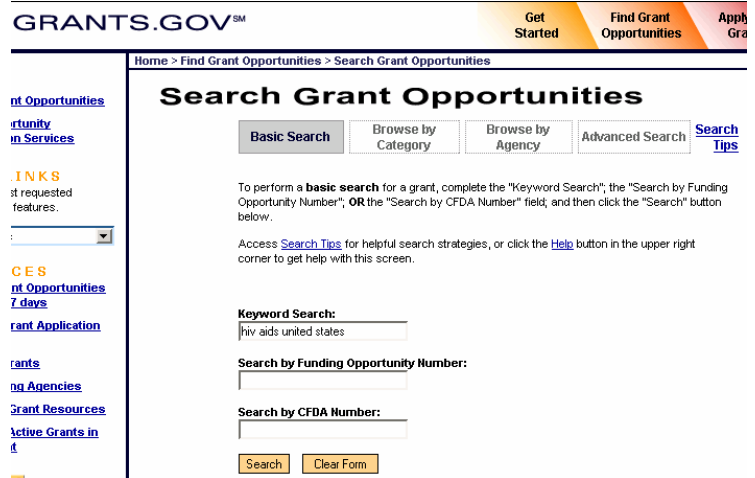 GRANTS.GOV℠
Get Started
Find Grant Opportunities
Apply
Gra
Home > Find Grant Opportunities > Search Grant Opportunities
nt Opportunities
rtunity
on Services
INKS
st requested
features.
CES
nt Opportunities
7 days
rant Application
rants
ng Agencies
Grant Resources
Active Grants in
Search Grant Opportunities
Basic Search
Browse by Category
Browse by Agency
Advanced Search
Search Tips
To perform a basic search for a grant, complete the "Keyword Search"; the "Search by Funding
Opportunity Number"; OR the "Search by CFDA Number" field; and then click the "Search" button
below.
Access Search Tips for helpful search strategies, or click the Help button in the upper right
corner to get help with this screen.
Keyword Search:
hiv aids united states
Search by Funding Opportunity Number:
Search by CFDA Number:
Search
Clear Form